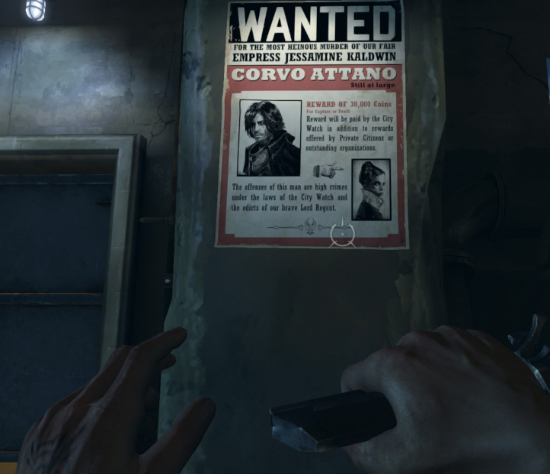 WANTED
FOR THE MOST HEINOUS MURDER OF OUR FAIR
EMPRESS JESSAMINE KALDWIN
CORVO ATTANO
Still at large
REWARD OF 30,000 Coins
For Capture or Death
Reward will be paid by the City
Watch in addition to rewards
offered by Private Citizens or
outstanding organizations.
The offenses of this man are high crimes
under the laws of the City Watch and
the edicts of our brave Lord Regent.